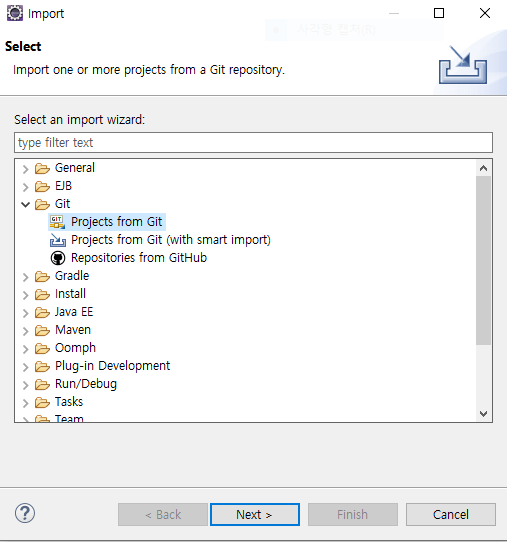 Import
Select
Import one or more projects from a Git repository.
Select an import wizard:
type filter text
General
EJB
Git
GIT
Projects from Git
Projects from Git (with smart import)
Repositories from GitHub
Gradle
Install
Java EE
Maven
Oomph
Plug-in Development
Run/Debug
Tasks
Team
?
< Back
Next >
Finish
Cancel